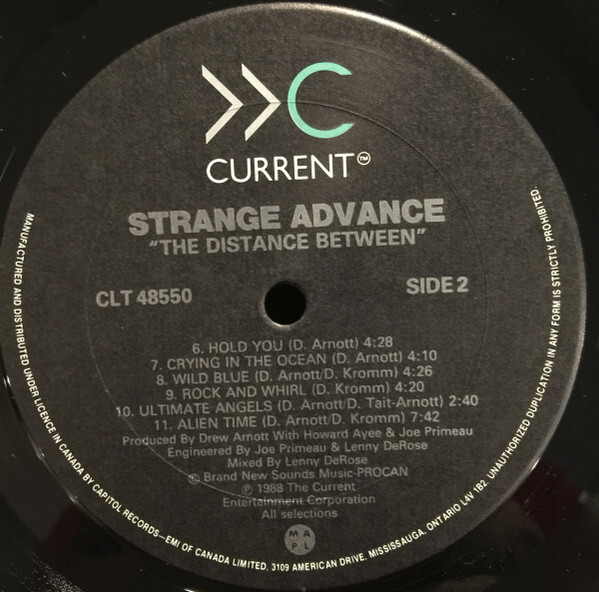 CURRENT™
STRANGE ADVANCE
"THE DISTANCE BETWEEN"
CLT 48550
SIDE 2
6. HOLD YOU (D. Arnott) 4:28
7. CRYING IN THE OCEAN (D. Arnott) 4:10
8. WILD BLUE (D. Arnott/D. Kromm) 4:26
9. ROCK AND WHIRL (D. Kromm) 4:20
10. ULTIMATE ANGELS (D. Arnott/D. Tait-Arnott) 2:40
11. ALIEN TIME (D. Arnott/D. Kromm) 7:42
Produced By Drew Arnott With Howard Ayee & Joe Primeau
Engineered By Joe Primeau & Lenny DeRose
Mixed By Lenny DeRose
© Brand New Sounds Music-PROCAN
℗ 1988 The Current
Entertainment Corporation
All selections
M A
P L
MANUFACTURED AND DISTRIBUTED UNDER LICENCE IN CANADA BY CAPITOL RECORDS—EMI OF CANADA LIMITED, 3109 AMERICAN DRIVE, MISSISSAUGA, ONTARIO L4V 1B2. UNAUTHORIZED DUPLICATION IN ANY FORM IS STRICTLY PROHIBITED.